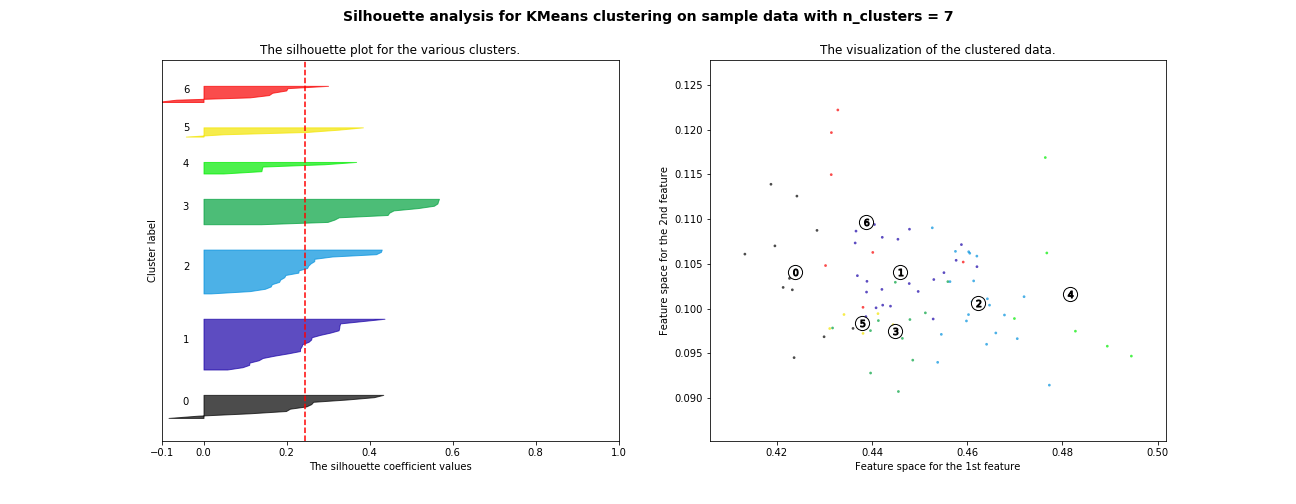 Silhouette analysis for KMeans clustering on sample data with n_clusters = 7
The silhouette plot for the various clusters.
Cluster label
6
5
4
3
2
1
0
−0.1 0.0 0.2 0.4 0.6 0.8 1.0
The silhouette coefficient values
The visualization of the clustered data.
Feature space for the 2nd feature
0.125
0.120
0.115
0.110
0.105
0.100
0.095
0.090
6
0 1
4
2
5
3
0.42 0.44 0.46 0.48 0.50
Feature space for the 1st feature